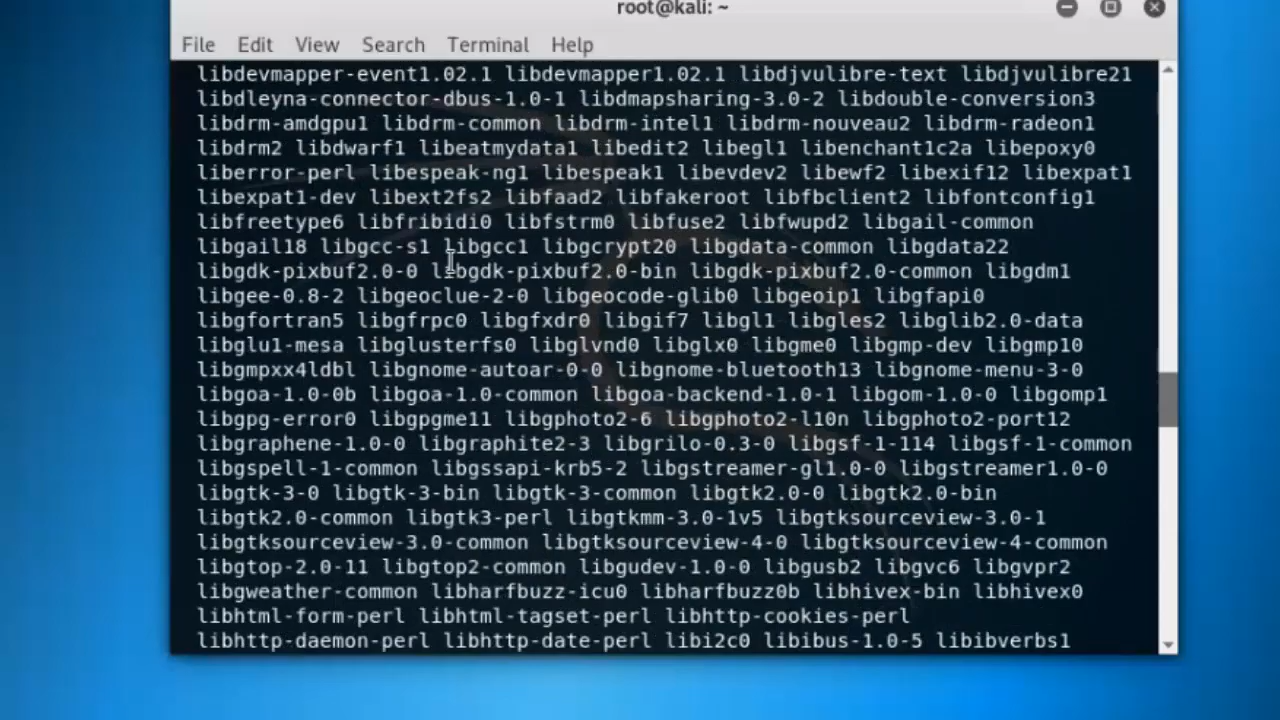 root@kali: ~
File Edit View Search Terminal Help
libdevmapper-event1.02.1 libdevmapper1.02.1 libdjvulibre-text libdjvulibre21
libdleyna-connector-dbus-1.0-1 libdmapsharing-3.0-2 libdouble-conversion3
libdrm-amdgpu1 libdrm-common libdrm-intel1 libdrm-nouveau2 libdrm-radeon1
libdrm2 libdwarf1 libeatmydata1 libedit2 libegl1 libenchant1c2a libepoxy0
liberror-perl libespeak-ng1 libespeak1 libevdev2 libewf2 libexif12 libexpat1
libexpat1-dev libext2fs2 libfaad2 libfakeroot libfbclient2 libfontconfig1
libfreetype6 libfribidi0 libfstrm0 libfuse2 libfwupd2 libgail-common
libgail18 libgcc-s1 libgcc1 libgcrypt20 libgdata-common libgdata22
libgdk-pixbuf2.0-0 libgdk-pixbuf2.0-bin libgdk-pixbuf2.0-common libgdm1
libgee-0.8-2 libgeoclue-2-0 libgeocode-glib0 libgeoip1 libgfapi0
libgfortran5 libgfrpc0 libgfxdr0 libgif7 libgl1 libgles2 libglib2.0-data
libglu1-mesa libglusterfs0 libglvnd0 libglx0 libgme0 libgmp-dev libgmp10
libgmpxx4ldbl libgnome-autoar-0-0 libgnome-bluetooth13 libgnome-menu-3-0
libgoa-1.0-0b libgoa-1.0-common libgoa-backend-1.0-1 libgom-1.0-0 libgomp1
libgpg-error0 libgpgme11 libgphoto2-6 libgphoto2-l10n libgphoto2-port12
libgraphene-1.0-0 libgraphite2-3 libgrilo-0.3-0 libgsf-1-114 libgsf-1-common
libgspell-1-common libgssapi-krb5-2 libgstreamer-gl1.0-0 libgstreamer1.0-0
libgtk-3-0 libgtk-3-bin libgtk-3-common libgtk2.0-0 libgtk2.0-bin
libgtk2.0-common libgtk3-perl libgtkmm-3.0-1v5 libgtksourceview-3.0-1
libgtksourceview-3.0-common libgtksourceview-4-0 libgtksourceview-4-common
libgtop-2.0-11 libgtop2-common libgudev-1.0-0 libgusb2 libgvc6 libgvpr2
libgweather-common libharfbuzz-icu0 libharfbuzz0b libhivex-bin libhivex0
libhtml-form-perl libhtml-tagset-perl libhttp-cookies-perl
libhttp-daemon-perl libhttp-date-perl libi2c0 libibus-1.0-5 libibverbs1